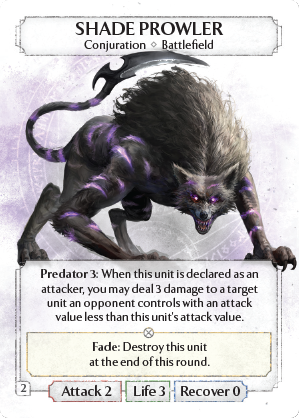 SHADE PROWLER
Conjuration ⋄ Battlefield
Predator 3: When this unit is declared as an
attacker, you may deal 3 damage to a target
unit an opponent controls with an attack
value less than this unit's attack value.
Fade: Destroy this unit
at the end of this round.
2
Attack 2 Life 3 Recover 0